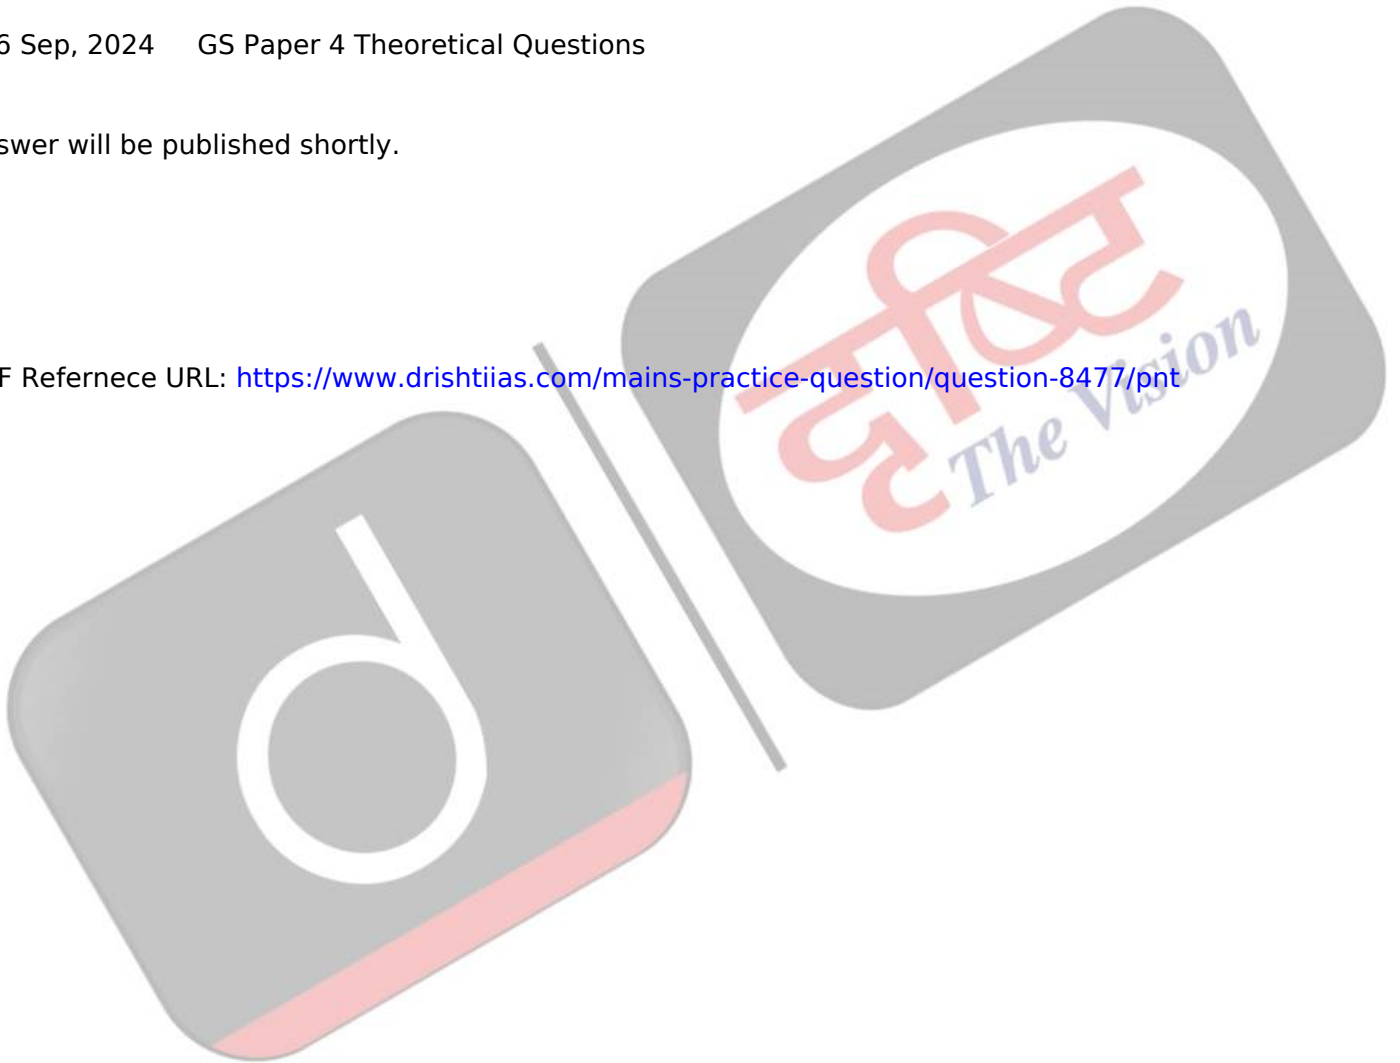 6 Sep, 2024 GS Paper 4 Theoretical Questions
swer will be published shortly.
F Refernece URL: https://www.drishtiias.com/mains-practice-question/question-8477/pnt
दृष्टि
The Vision
d